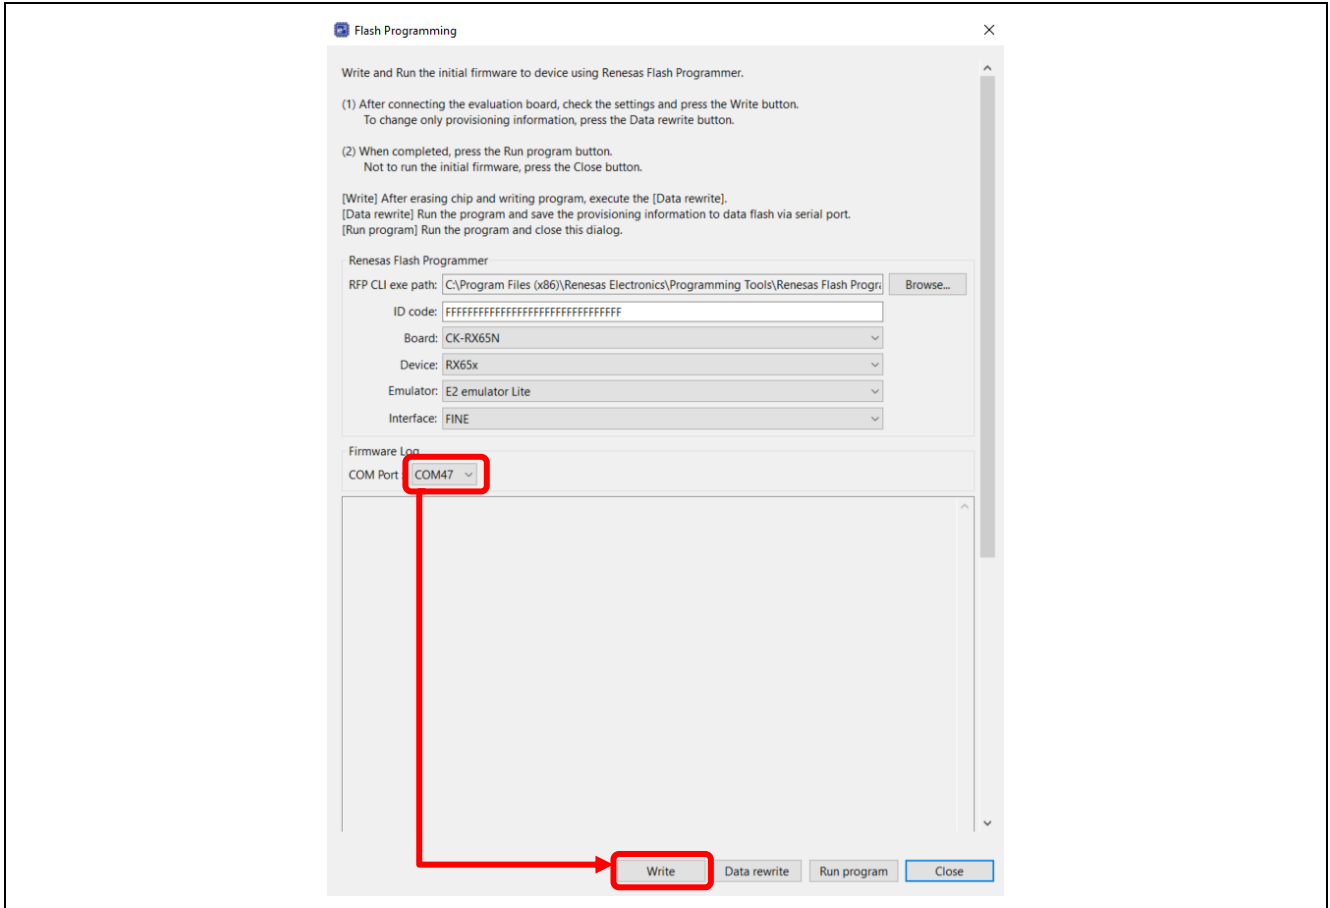 Flash Programming
Write and Run the initial firmware to device using Renesas Flash Programmer.
(1) After connecting the evaluation board, check the settings and press the Write button.
To change only provisioning information, press the Data rewrite button.
(2) When completed, press the Run program button.
Not to run the initial firmware, press the Close button.
[Write] After erasing chip and writing program, execute the [Data rewrite].
[Data rewrite] Run the program and save the provisioning information to data flash via serial port.
[Run program] Run the program and close this dialog.
Renesas Flash Programmer
RFP CLI exe path: C:\Program Files (x86)\Renesas Electronics\Programming Tools\Renesas Flash Progra Browse...
ID code: FFFFFFFFFFFFFFFFFFFFFFFFFFFFFFFF
Board: CK-RX65N
Device: RX65x
Emulator: E2 emulator Lite
Interface: FINE
Firmware Log
COM Port : COM47
Write Data rewrite Run program Close